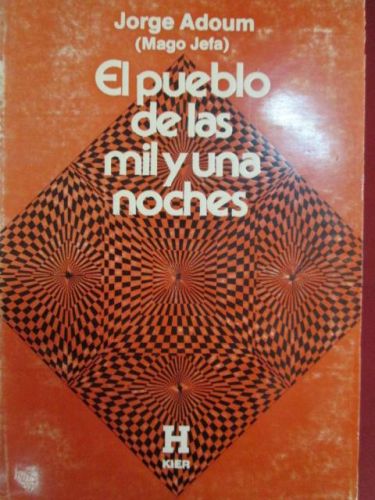 Jorge Adoum
(Mago Jefa)
El pueblo
de las
mil y una
noches
H
KIER